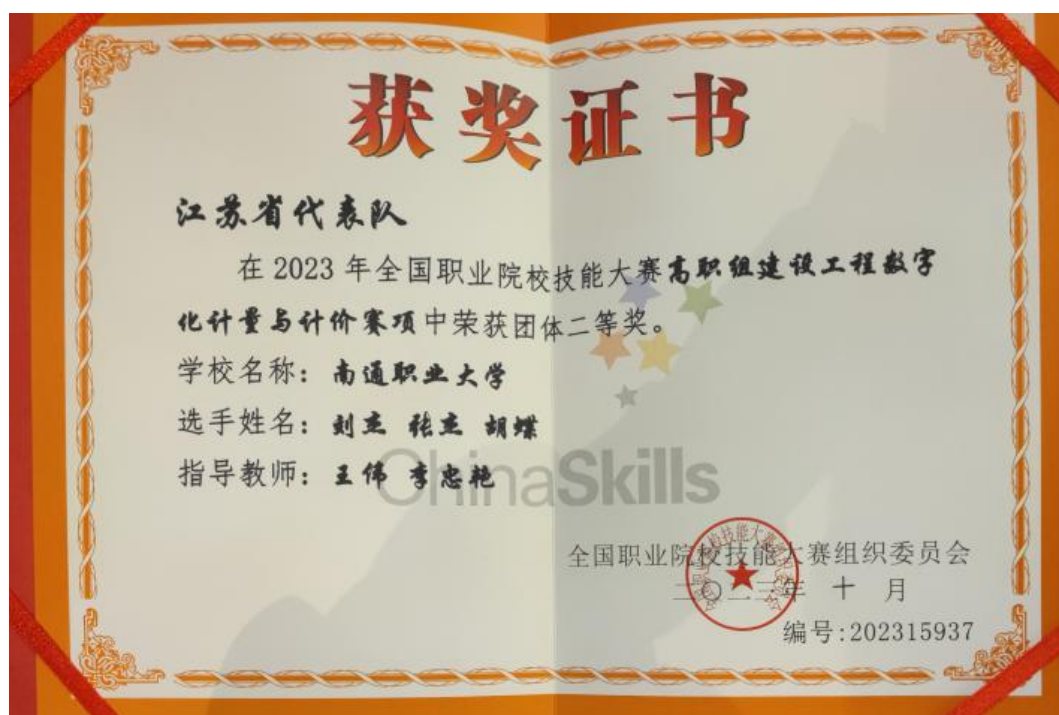 获奖证书
江苏省代表队
在 2023 年全国职业院校技能大赛高职组建设工程数字
化计量与计价赛项中荣获团体二等奖。
学校名称：南通职业大学
选手姓名：刘杰 张杰 胡蝶
指导教师：王伟 李忠艳
ChinaSkills
全国职业院校技能大赛组织委员会
二〇二三年 十 月
编号:202315937